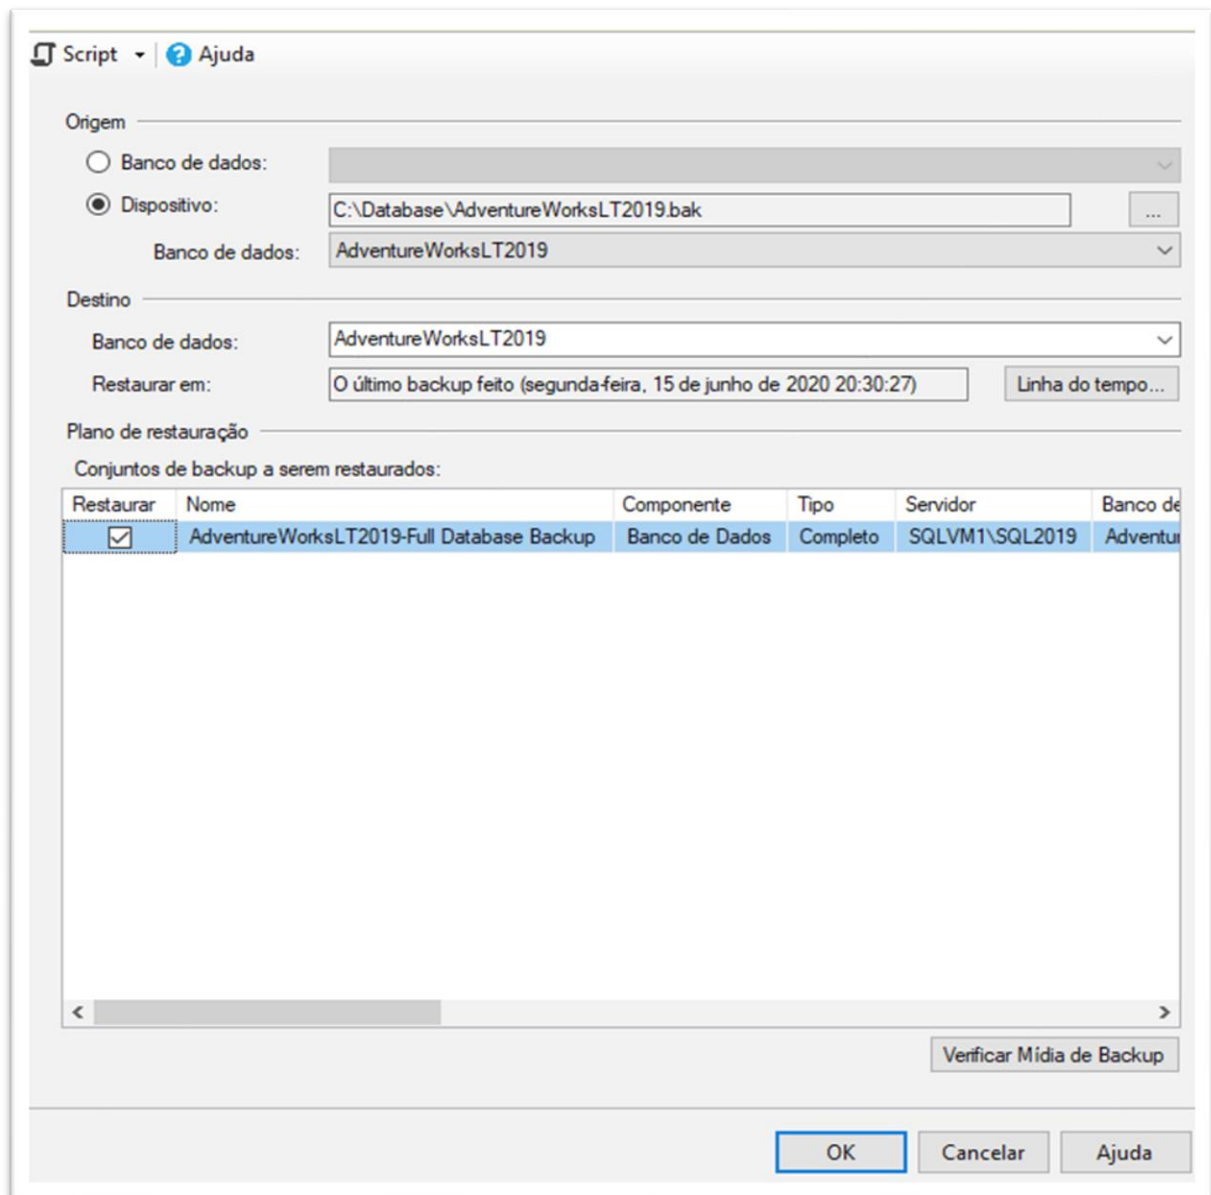 Script Ajuda
Origem
Banco de dados:
Dispositivo: C:\Database\AdventureWorksLT2019.bak ...
Banco de dados: AdventureWorksLT2019
Destino
Banco de dados: AdventureWorksLT2019
Restaurar em: O último backup feito (segunda-feira, 15 de junho de 2020 20:30:27) Linha do tempo...
Plano de restauração
Conjuntos de backup a serem restaurados:
Restaurar Nome Componente Tipo Servidor Banco de
AdventureWorksLT2019-Full Database Backup Banco de Dados Completo SQLVM1\SQL2019 Adventur
Verificar Mídia de Backup
OK Cancelar Ajuda